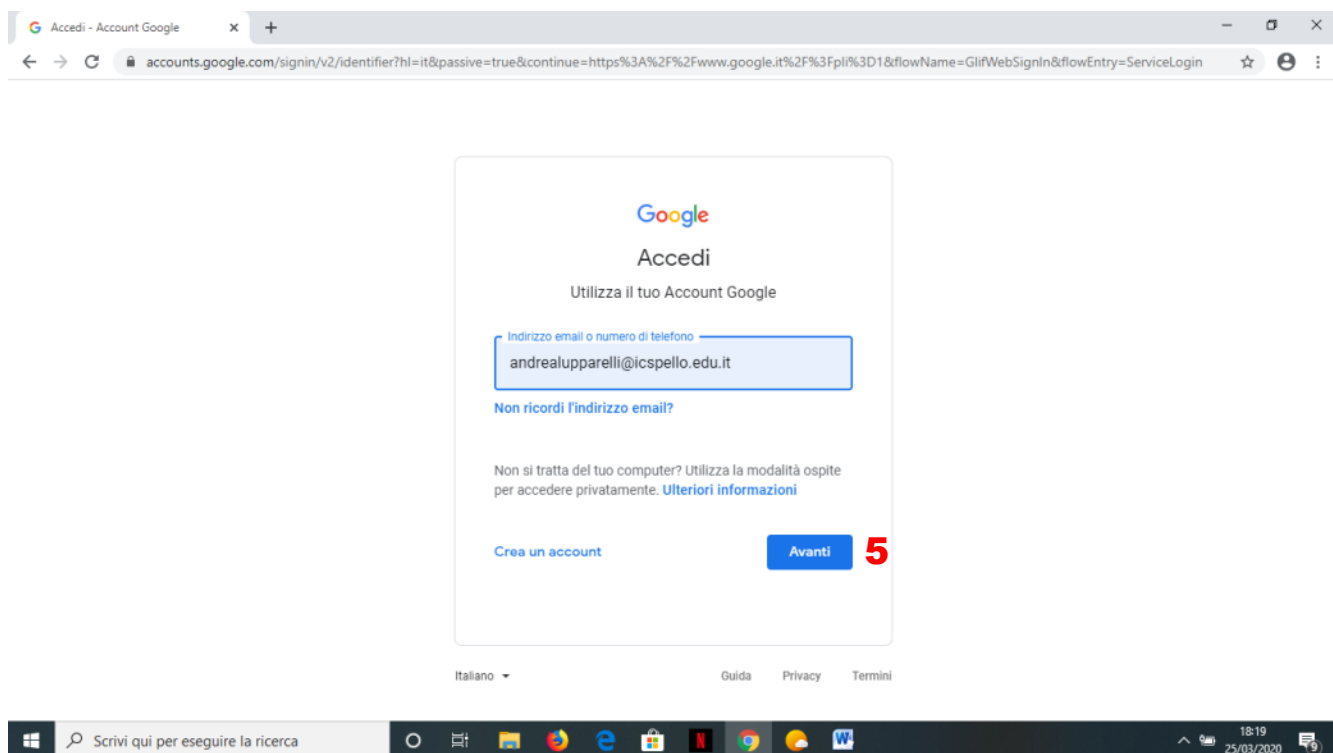 Accedi - Account Google
accounts.google.com/signin/v2/identifier?hl=it&passive=true&continue=https%3A%2F%2Fwww.google.it%2F%3Fpli%3D1&flowName=GlifWebSignIn&flowEntry=ServiceLogin
Google
Accedi
Utilizza il tuo Account Google
Indirizzo email o numero di telefono
andrealupparelli@icspello.edu.it
Non ricordi l'indirizzo email?
Non si tratta del tuo computer? Utilizza la modalità ospite
per accedere privatamente. Ulteriori informazioni
Crea un account
Avanti 5
Italiano
Guida Privacy Termini
Scrivi qui per eseguire la ricerca
18:19
25/03/2020